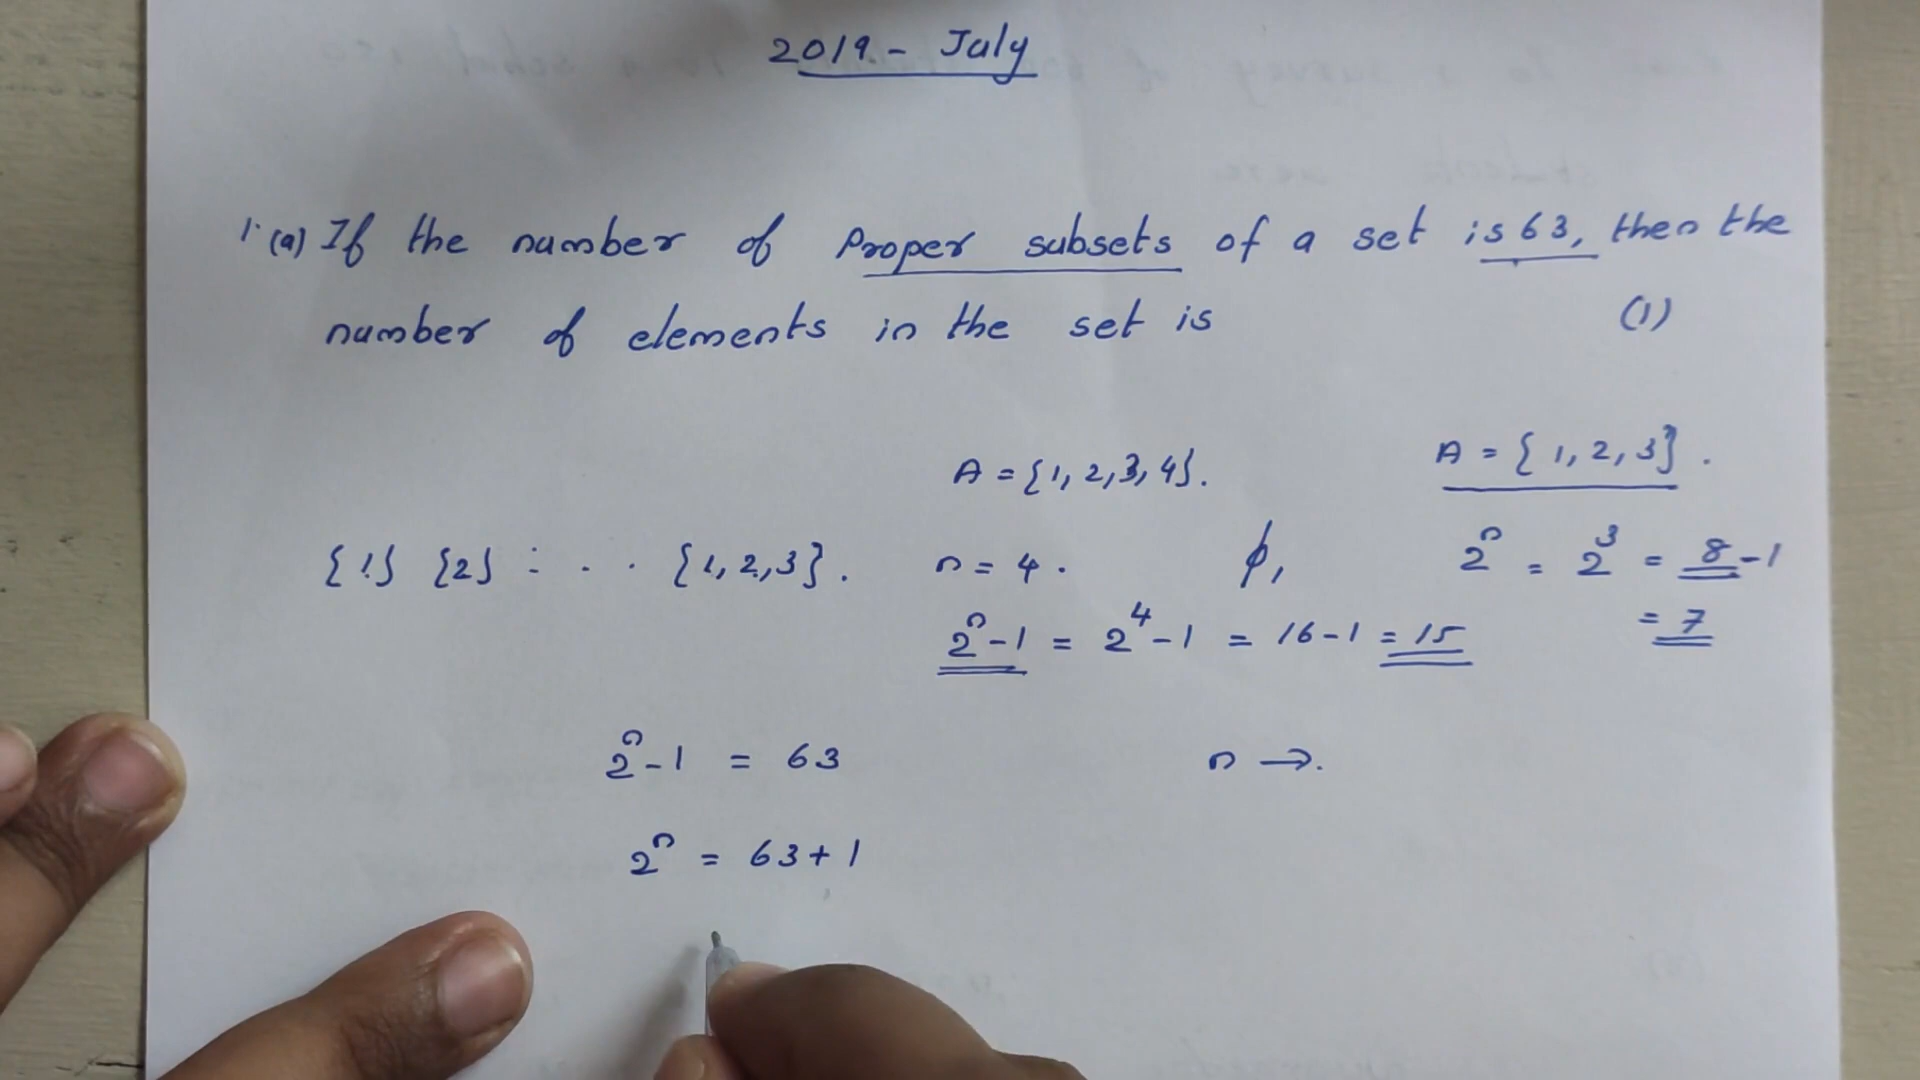 2019 - July
1. (a) If the number of Proper subsets of a set is 63, then the
number of elements in the set is (1)
A = {1, 2, 3, 4}.
A = {1, 2, 3}.
{1} {2} : . . {1, 2, 3}.
n = 4 .
ϕ,
2ⁿ = 2³ = 8 - 1
= 7
2ⁿ - 1 = 2⁴ - 1 = 16 - 1 = 15
2ⁿ - 1 = 63
n →.
2ⁿ = 63 + 1